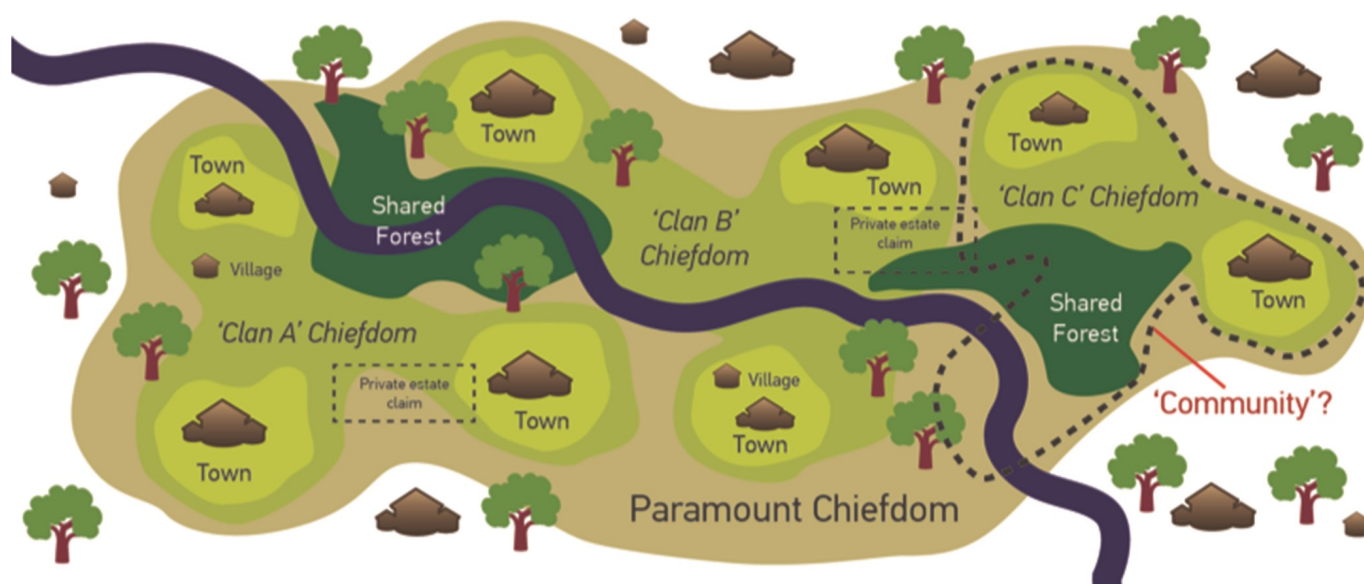 Town
Town
Town
Town
Town
Shared
Forest
‘Clan B’
Chiefdom
Private estate
claim
‘Clan C’ Chiefdom
Village
Town
Shared
Forest
‘Clan A’ Chiefdom
Private estate
claim
Village
Town
Town
Town
‘Community’?
Paramount Chiefdom